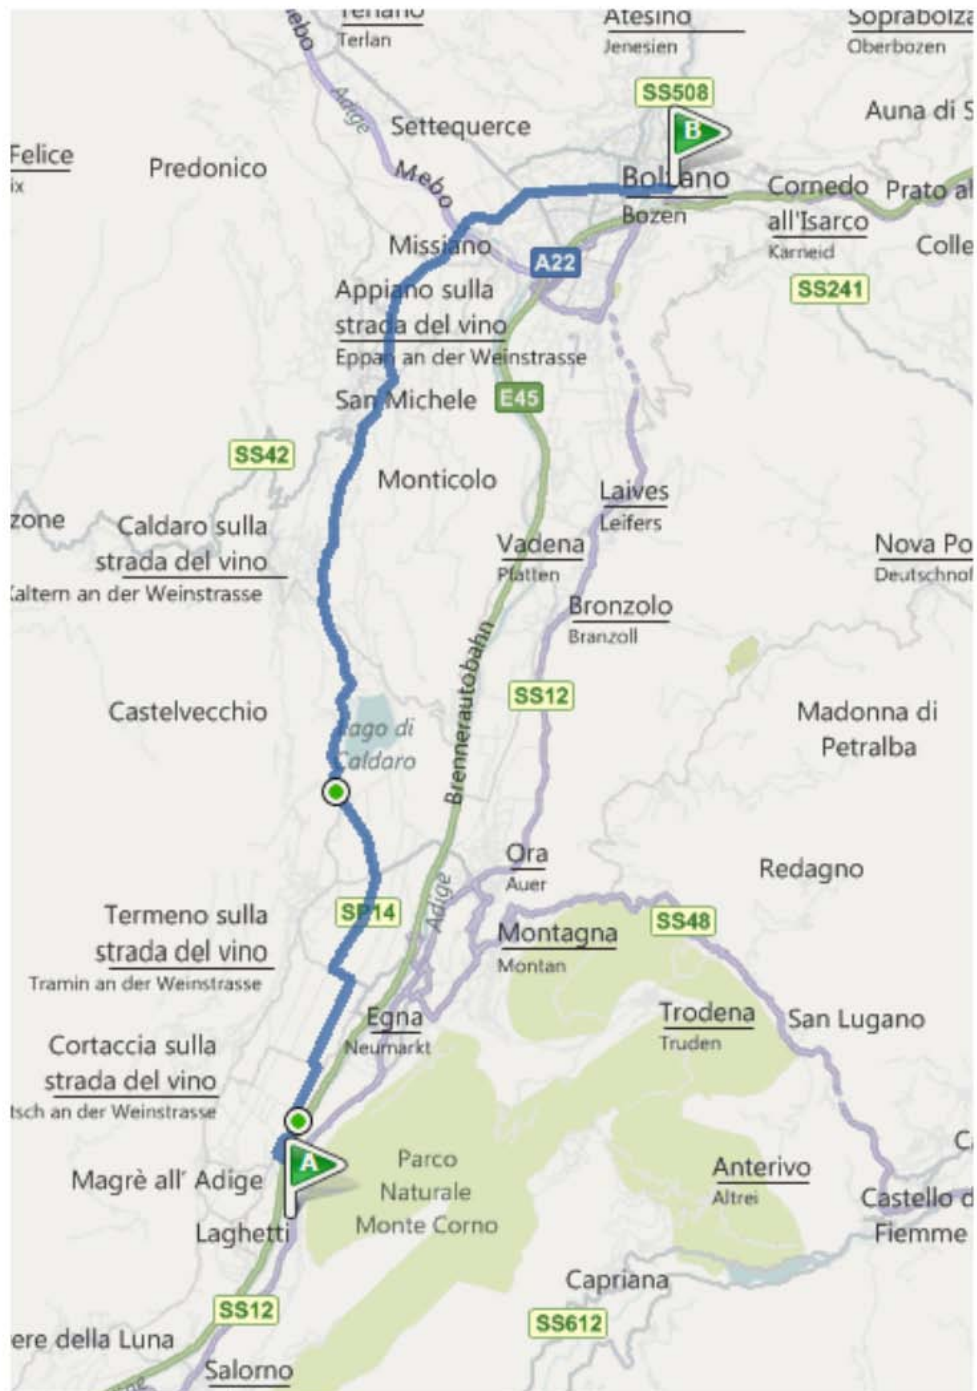 Terlano
Terlan
Mebo
Adige
Atesino
Jenesien
Soprabolza
Oberbozen
SS508
Auna di S
Settequerce
B
Felice
ix
Predonico
Mebo
Bolzano
Bozen
Cornedo
all'Isarco
Karneid
Prato al
Missiano
A22
Colle
Appiano sulla
strada del vino
Eppan an der Weinstrasse
SS241
San Michele
E45
SS42
Monticolo
Laives
Leifers
zone
Caldaro sulla
strada del vino
Kaltern an der Weinstrasse
Vadena
Pfatten
Nova Po
Deutschnof
Bronzolo
Branzoll
Brennerautobahn
SS12
Castelvecchio
Lago di
Caldaro
Madonna di
Petralba
Ora
Auer
Redagno
Adige
SP14
Termeno sulla
strada del vino
Tramin an der Weinstrasse
SS48
Montagna
Montan
Egna
Neumarkt
Trodena
Truden
San Lugano
Cortaccia sulla
strada del vino
tsch an der Weinstrasse
A
Magrè all' Adige
Parco
Naturale
Monte Corno
Anterivo
Altrei
Ca
Castello d
Fiemme
Laghetti
Capriana
SS12
SS612
ere della Luna
Salorno